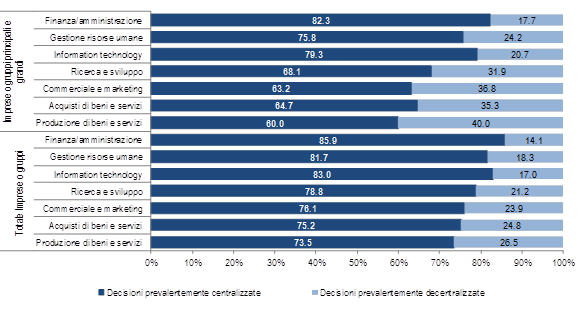 Imprese o gruppi principali e
grandi
Finanza/amministrazione 82.3 17.7
Gestione risorse umane 75.8 24.2
Information technology 79.3 20.7
Ricerca e sviluppo 68.1 31.9
Commerciale e marketing 63.2 36.8
Acquisti di beni e servizi 64.7 35.3
Produzione di beni e servizi 60.0 40.0
Totale Imprese o gruppi
Finanza/amministrazione 85.9 14.1
Gestione risorse umane 81.7 18.3
Information technology 83.0 17.0
Ricerca e sviluppo 78.8 21.2
Commerciale e marketing 76.1 23.9
Acquisti di beni e servizi 75.2 24.8
Produzione di beni e servizi 73.5 26.5
0% 10% 20% 30% 40% 50% 60% 70% 80% 90% 100%
Decisioni prevalentemente centralizzate Decisioni prevalentemente decentralizzate